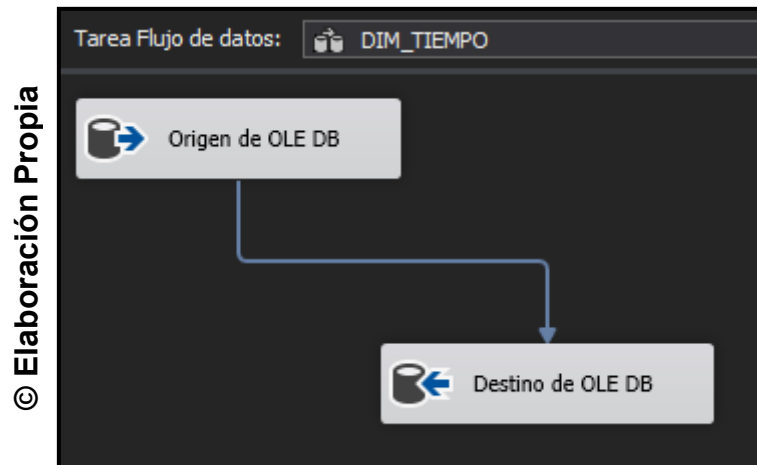 Tarea Flujo de datos: DIM_TIEMPO
© Elaboración Propia
Origen de OLE DB
Destino de OLE DB